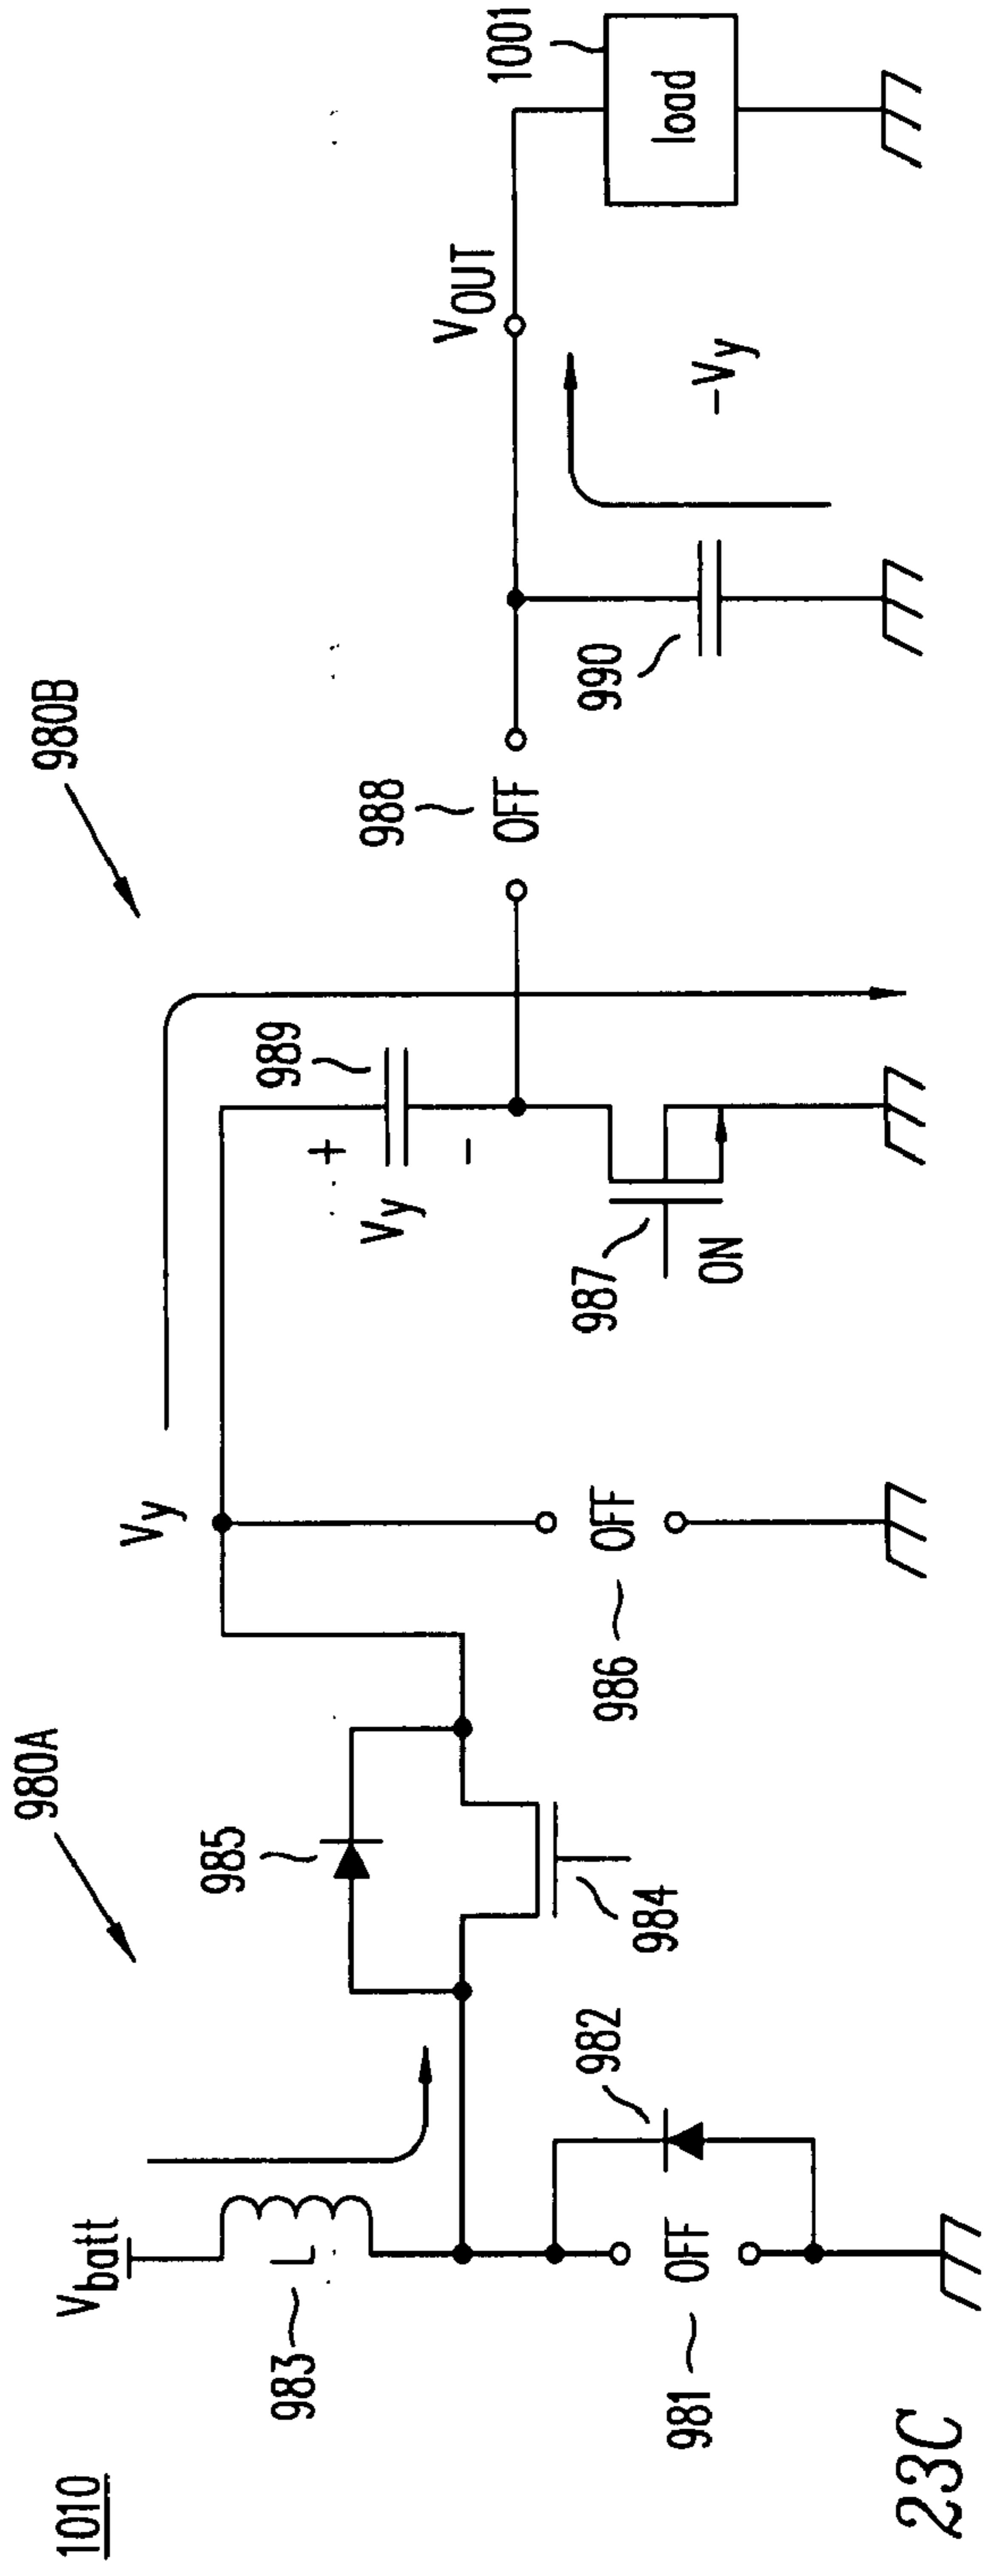 1010
980A
980B
Vbatt
983
L
981
OFF
982
985
984
Vy
986
OFF
+
Vy
-
989
987
ON
988
OFF
990
-Vy
VOUT
1001
load
23C